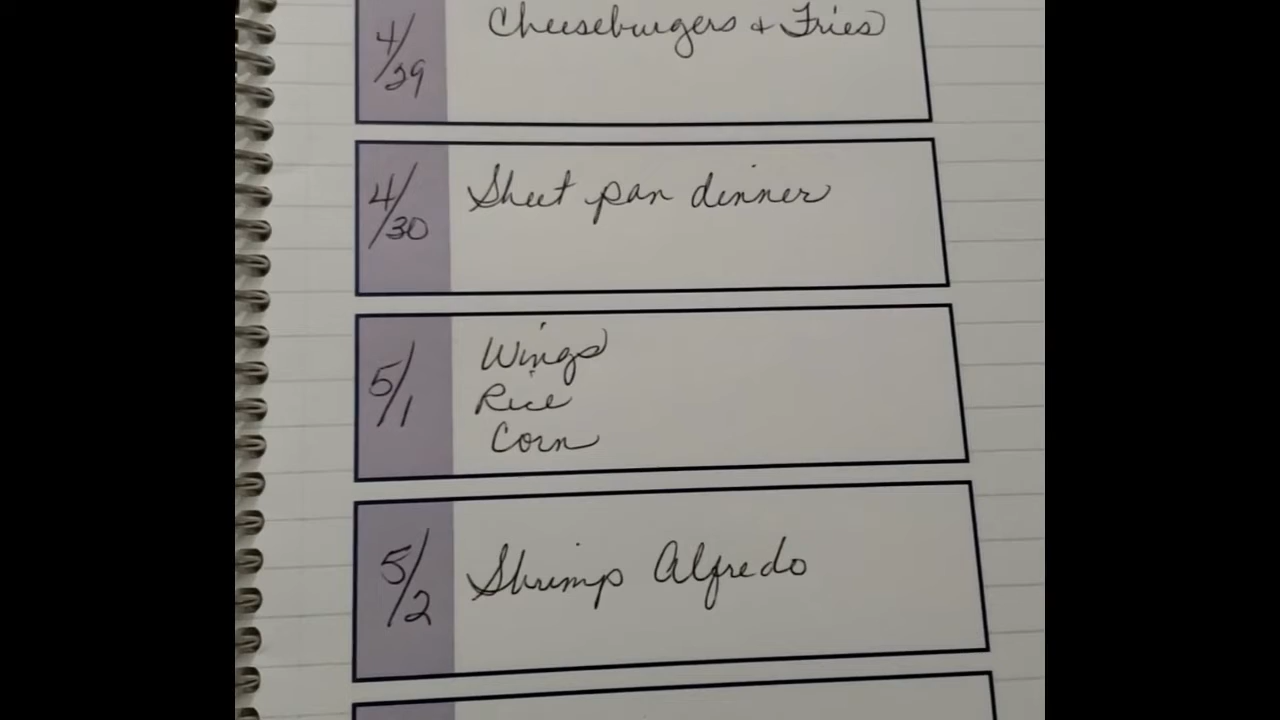 4/29 Cheeseburgers & Fries
4/30 Sheet pan dinner
5/1 Wings
Rice
Corn
5/2 Shrimp Alfredo